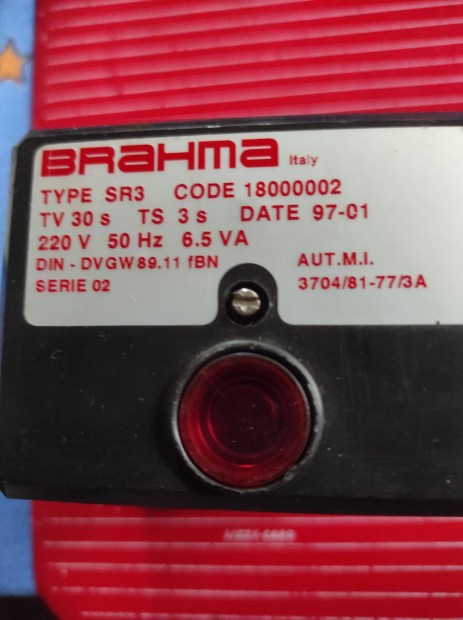 BRAHMA Italy
TYPE SR3 CODE 18000002
TV 30 s TS 3 s DATE 97-01
220 V 50 Hz 6.5 VA
DIN - DVGW 89.11 fBN AUT.M.I.
SERIE 02 3704/81-77/3A